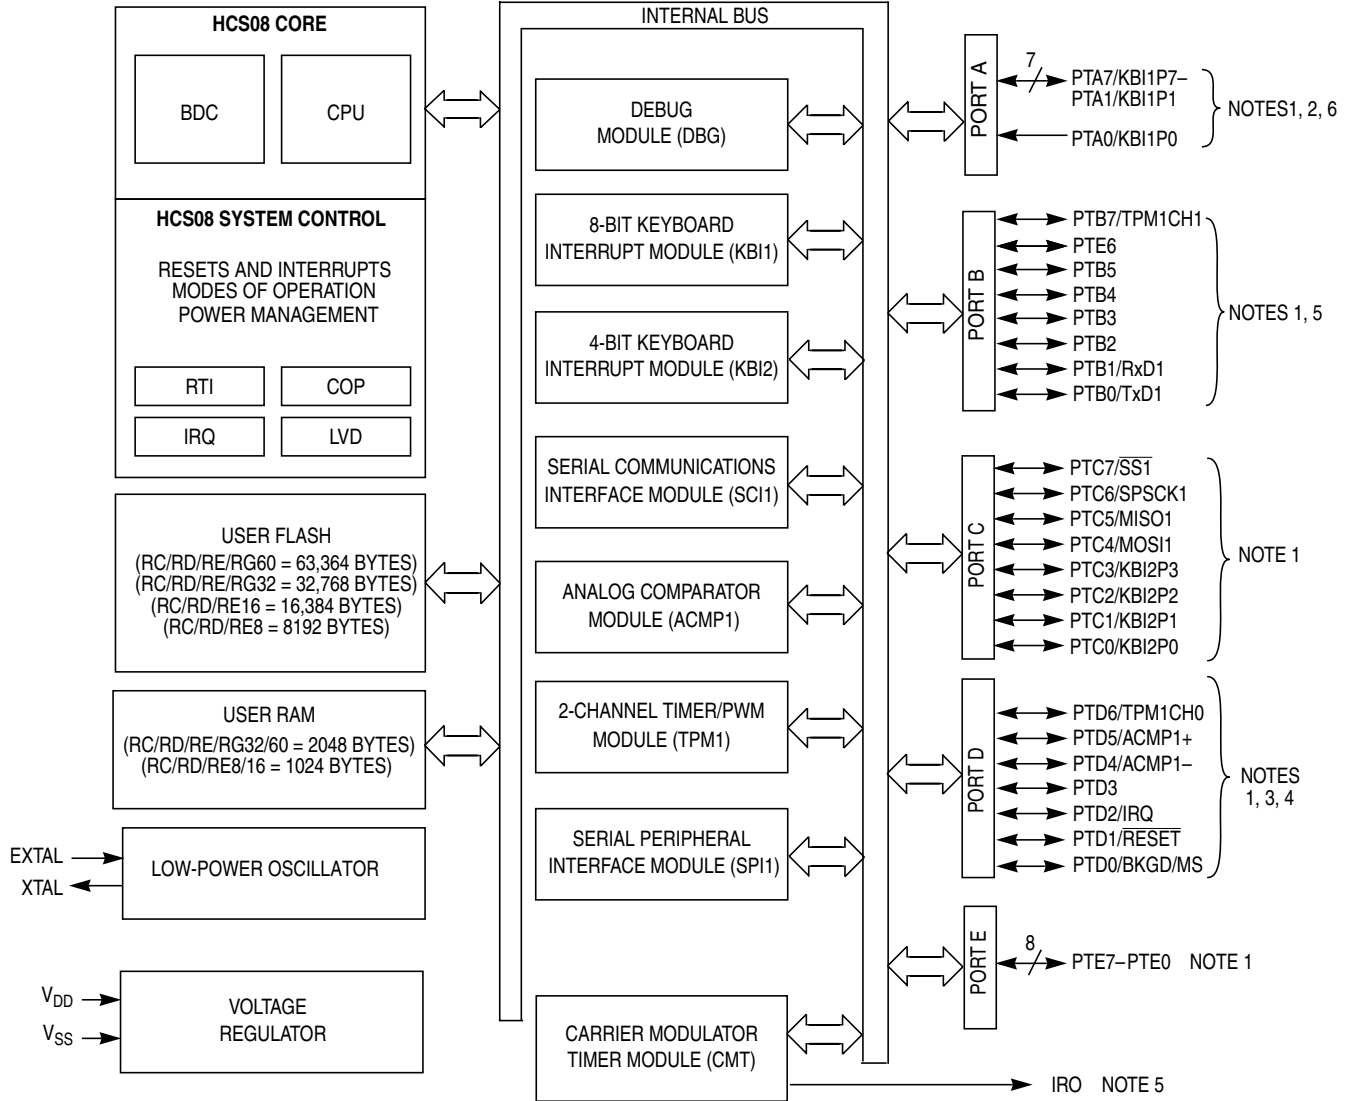 HCS08 CORE
BDC
CPU
HCS08 SYSTEM CONTROL
RESETS AND INTERRUPTS
MODES OF OPERATION
POWER MANAGEMENT
RTI
COP
IRQ
LVD
USER FLASH
(RC/RD/RE/RG60 = 63,364 BYTES)
(RC/RD/RE/RG32 = 32,768 BYTES)
(RC/RD/RE16 = 16,384 BYTES)
(RC/RD/RE8 = 8192 BYTES)
USER RAM
(RC/RD/RE/RG32/60 = 2048 BYTES)
(RC/RD/RE8/16 = 1024 BYTES)
EXTAL
XTAL
LOW-POWER OSCILLATOR
VDD
VSS
VOLTAGE
REGULATOR
INTERNAL BUS
DEBUG
MODULE (DBG)
8-BIT KEYBOARD
INTERRUPT MODULE (KBI1)
4-BIT KEYBOARD
INTERRUPT MODULE (KBI2)
SERIAL COMMUNICATIONS
INTERFACE MODULE (SCI1)
ANALOG COMPARATOR
MODULE (ACMP1)
2-CHANNEL TIMER/PWM
MODULE (TPM1)
SERIAL PERIPHERAL
INTERFACE MODULE (SPI1)
CARRIER MODULATOR
TIMER MODULE (CMT)
PORT A
7
PTA7/KBI1P7–
PTA1/KBI1P1
PTA0/KBI1P0
NOTES1, 2, 6
PORT B
PTB7/TPM1CH1
PTE6
PTB5
PTB4
PTB3
PTB2
PTB1/RxD1
PTB0/TxD1
NOTES 1, 5
PORT C
PTC7/SS1
PTC6/SPSCK1
PTC5/MISO1
PTC4/MOSI1
PTC3/KBI2P3
PTC2/KBI2P2
PTC1/KBI2P1
PTC0/KBI2P0
NOTE 1
PORT D
PTD6/TPM1CH0
PTD5/ACMP1+
PTD4/ACMP1–
PTD3
PTD2/IRQ
PTD1/RESET
PTD0/BKGD/MS
NOTES
1, 3, 4
PORT E
8
PTE7–PTE0 NOTE 1
IRO NOTE 5